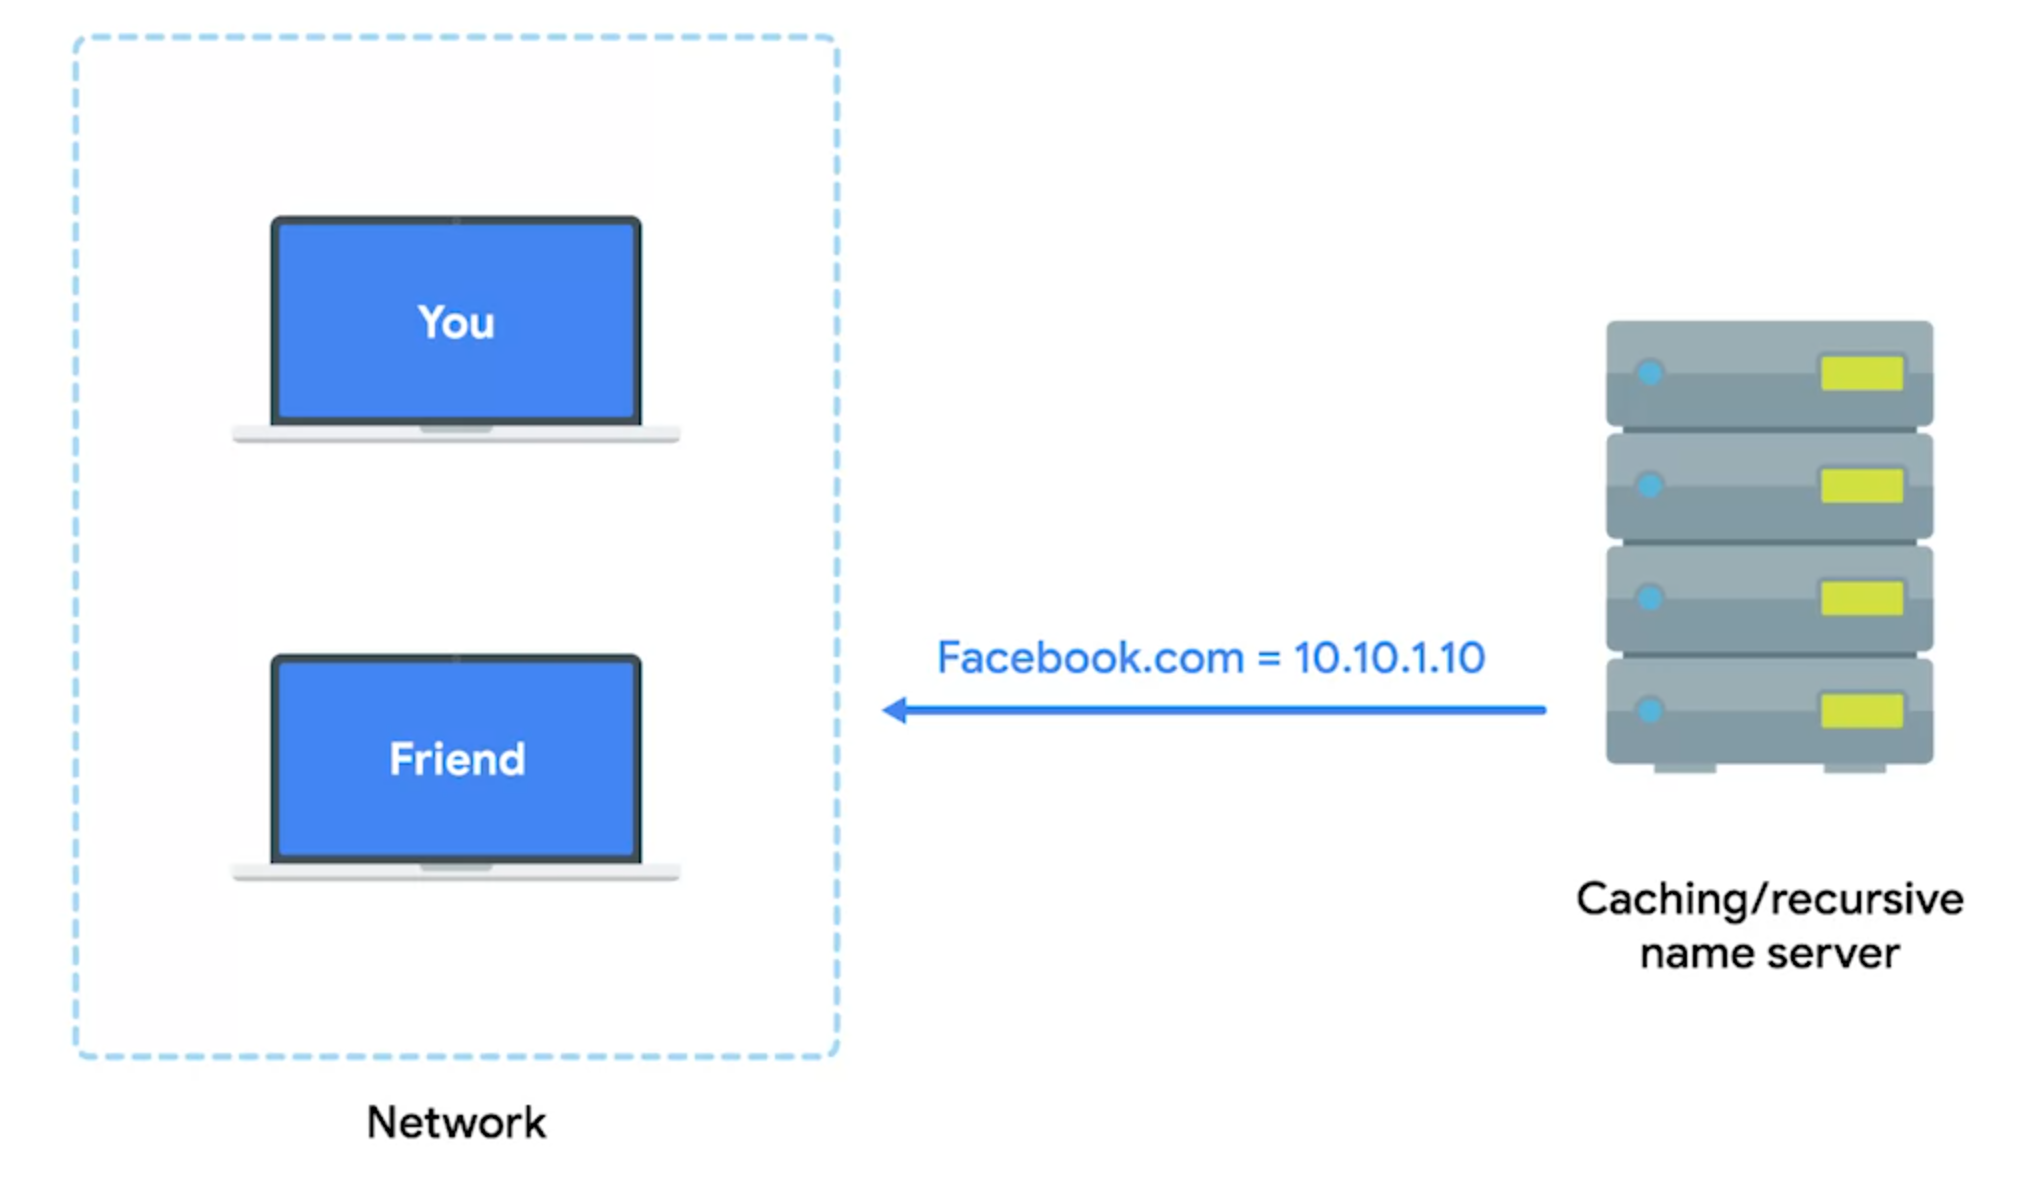 You
Friend
Facebook.com = 10.10.1.10
Caching/recursive
name server
Network